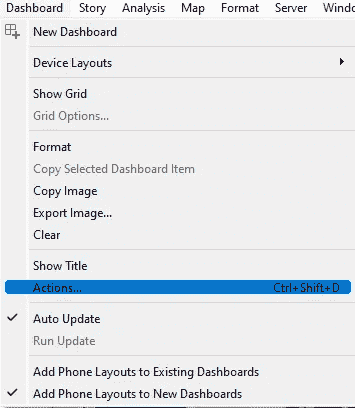 Dashboard Story Analysis Map Format Server Windo
New Dashboard
Device Layouts
Show Grid
Grid Options...
Format
Copy Selected Dashboard Item
Copy Image
Export Image...
Clear
Show Title
Actions... Ctrl+Shift+D
Auto Update
Run Update
Add Phone Layouts to Existing Dashboards
Add Phone Layouts to New Dashboards